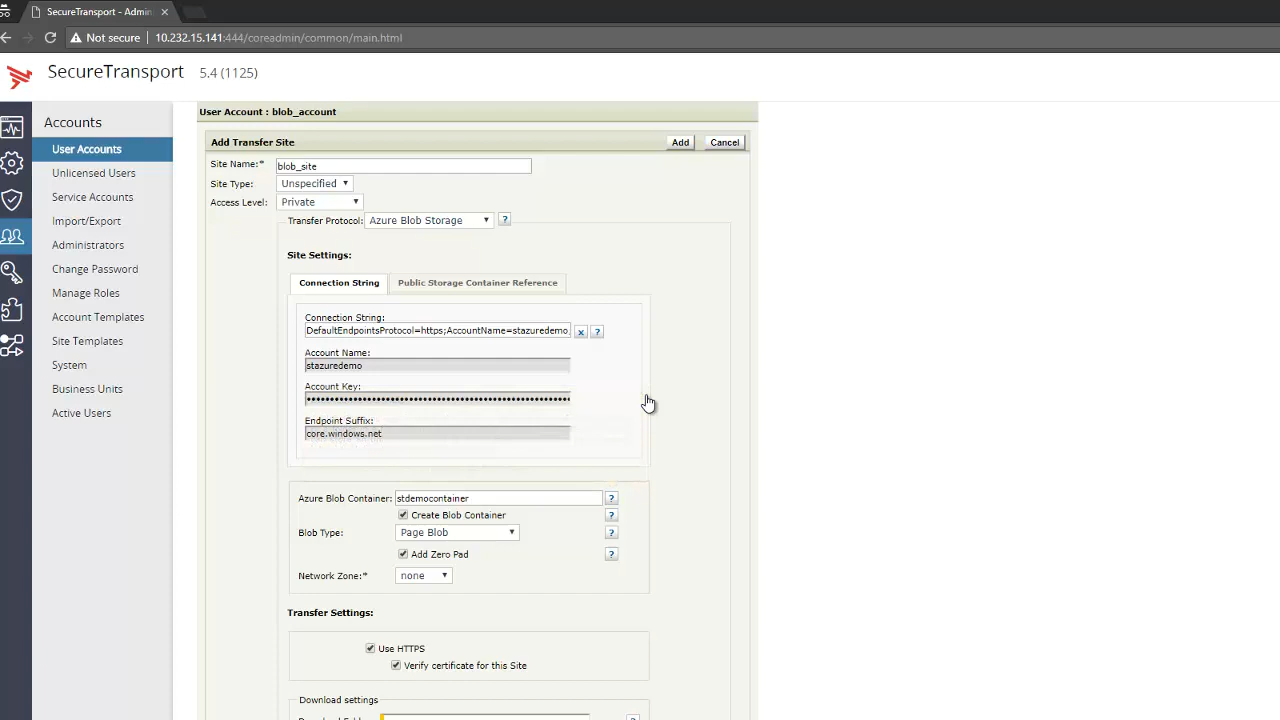 SecureTransport - Admin
Not secure 10.232.15.141:444/coreadmin/common/main.html
SecureTransport 5.4 (1125)
Accounts
User Accounts
Unlicensed Users
Service Accounts
Import/Export
Administrators
Change Password
Manage Roles
Account Templates
Site Templates
System
Business Units
Active Users
User Account : blob_account
Add Transfer Site Add Cancel
Site Name:* blob_site
Site Type: Unspecified
Access Level: Private
Transfer Protocol: Azure Blob Storage ?
Site Settings:
Connection String Public Storage Container Reference
Connection String:
DefaultEndpointsProtocol=https;AccountName=stazuredemo x ?
Account Name:
stazuredemo
Account Key:
Endpoint Suffix:
core.windows.net
Azure Blob Container: stdemocontainer ?
Create Blob Container ?
Blob Type: Page Blob ?
Add Zero Pad ?
Network Zone:* none
Transfer Settings:
Use HTTPS
Verify certificate for this Site
Download settings